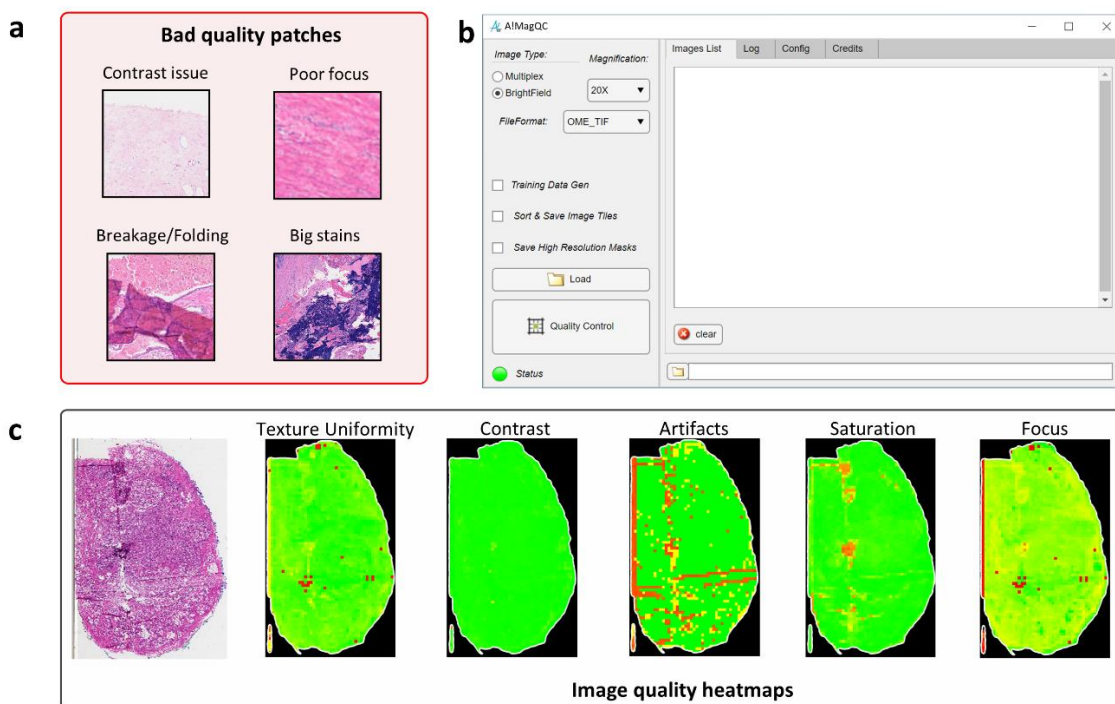 a
Bad quality patches
Contrast issue
Poor focus
Breakage/Folding
Big stains
b
AIMagQC
Image Type:
Magnification:
Multiplex
BrightField
20X
FileFormat:
OME_TIF
Training Data Gen
Sort & Save Image Tiles
Save High Resolution Masks
Load
Quality Control
Status
Images List
Log
Config
Credits
clear
c
Texture Uniformity
Contrast
Artifacts
Saturation
Focus
Image quality heatmaps